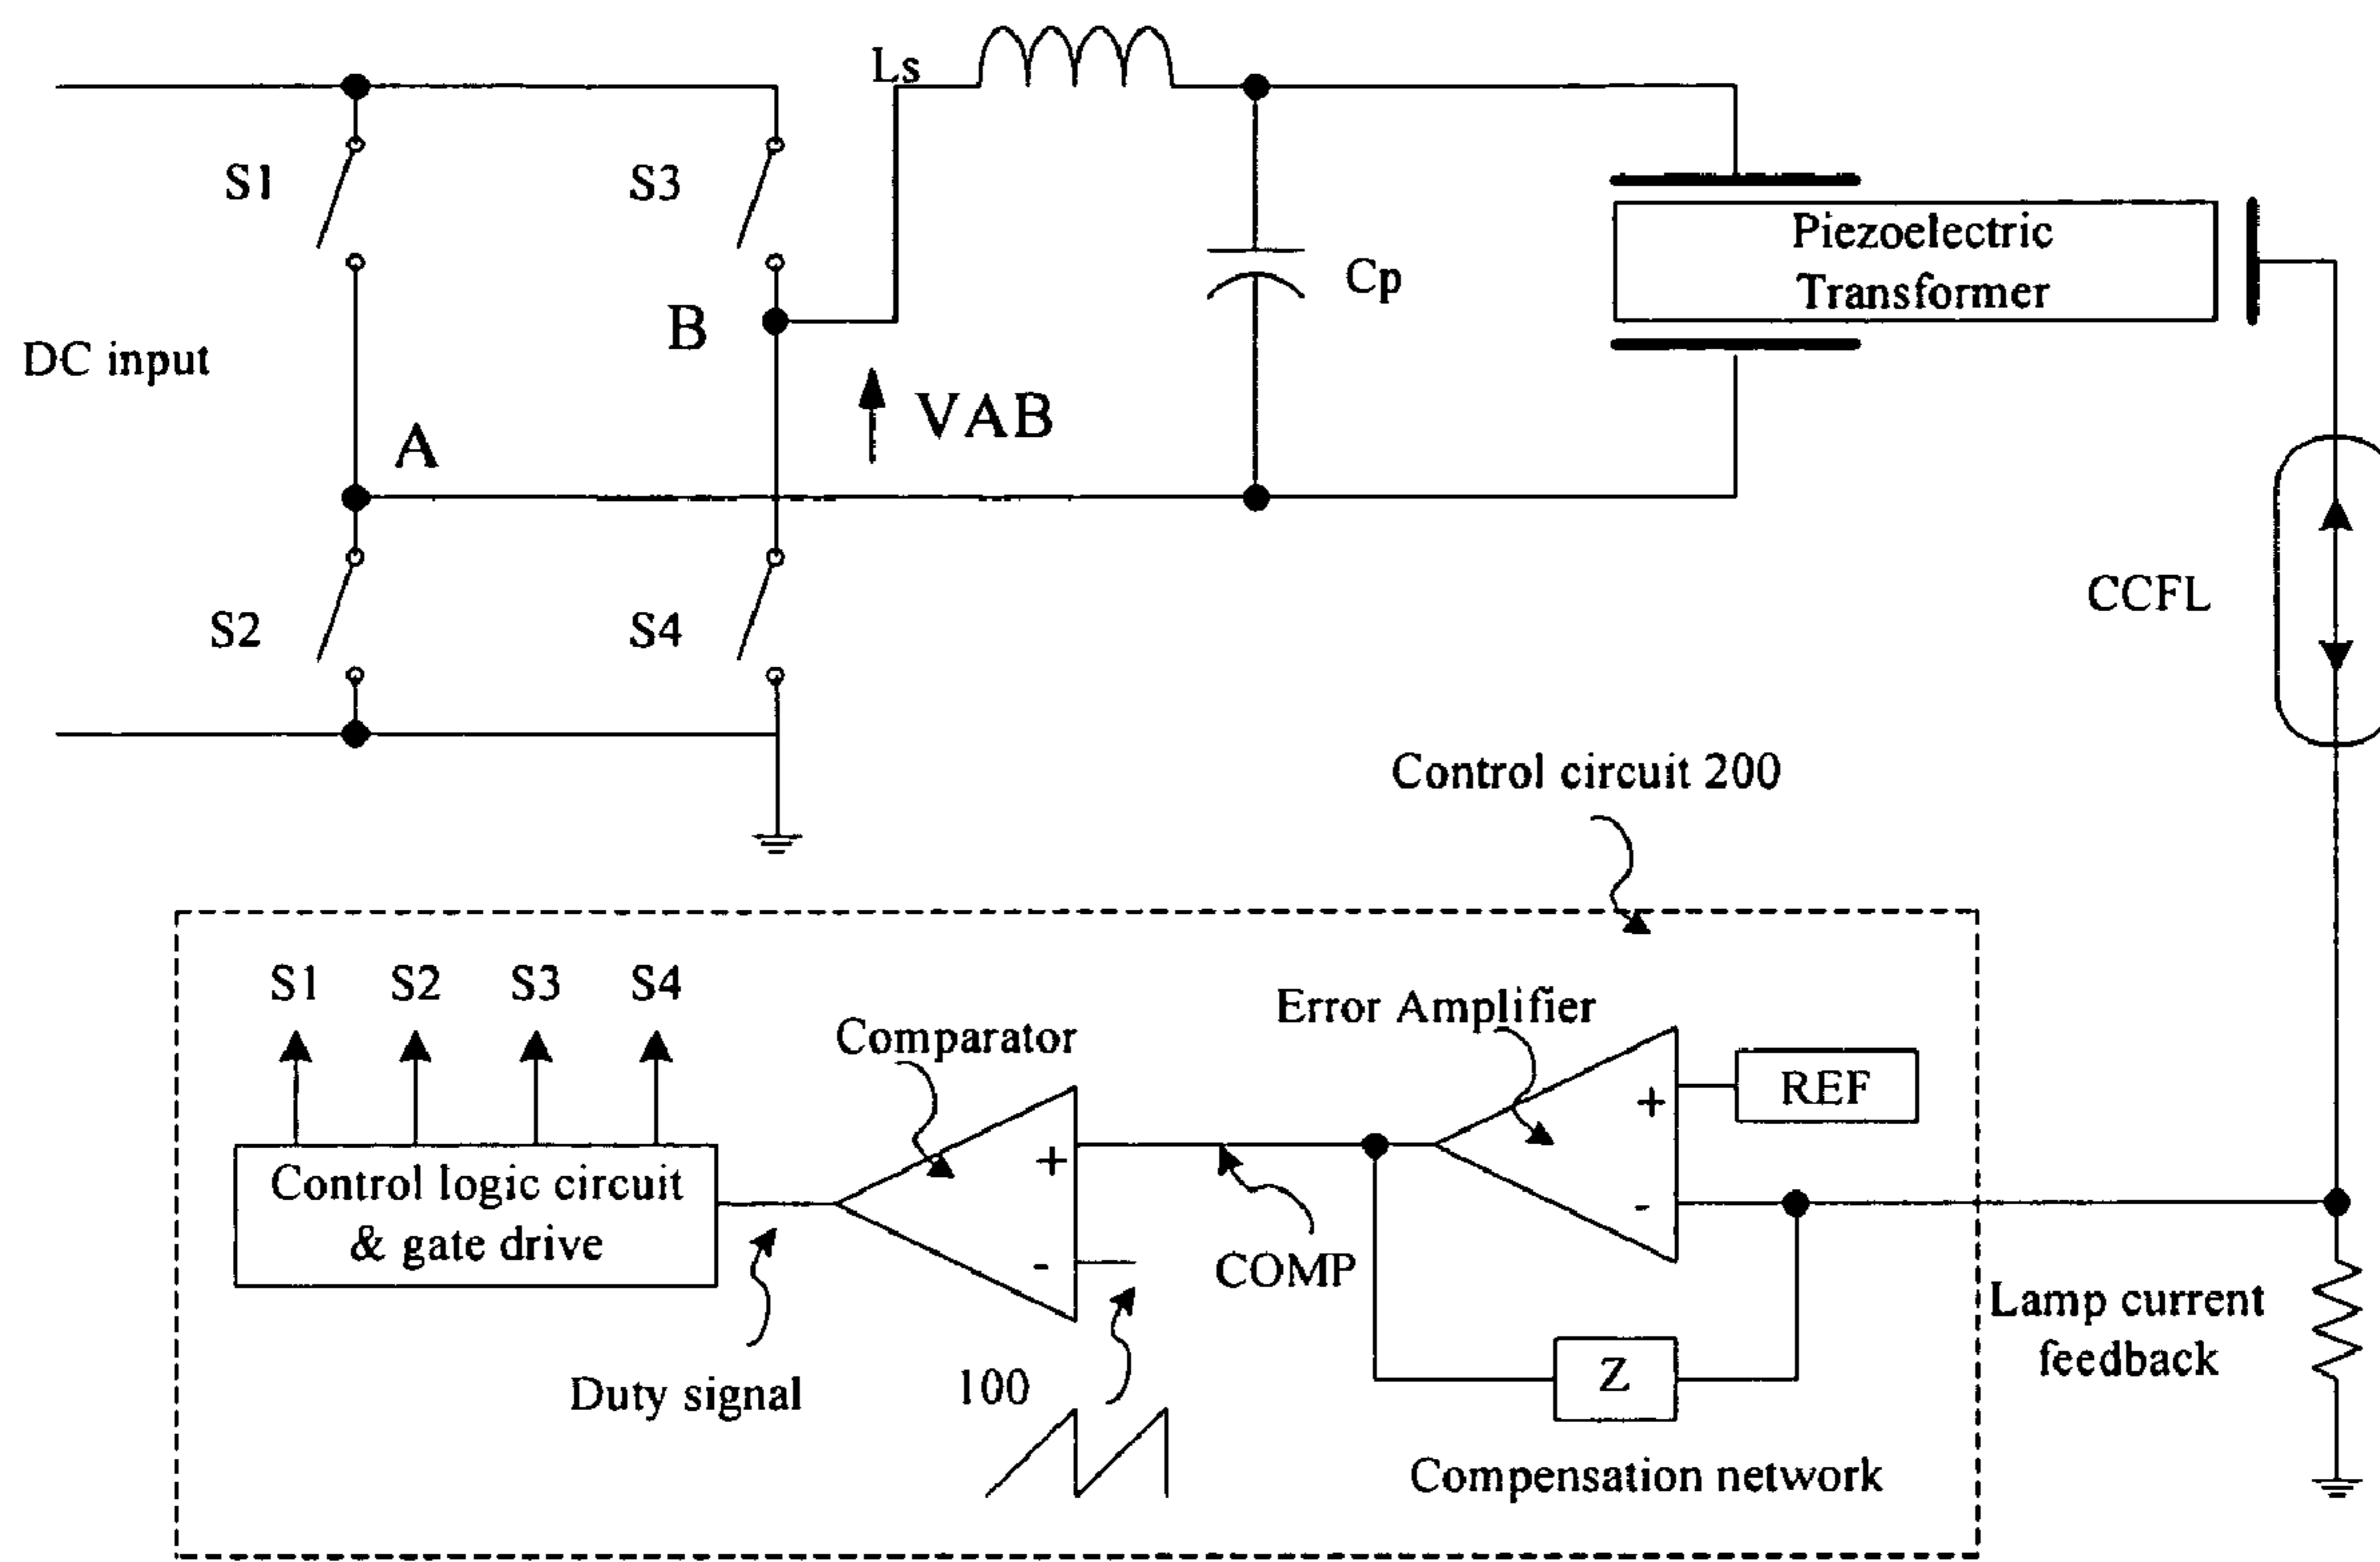 Ls
S1
S3
Piezoelectric
Transformer
Cp
B
DC input
VAB
A
CCFL
S2
S4
Control circuit 200
S1 S2 S3 S4
Error Amplifier
Comparator
+
REF
+
Control logic circuit
& gate drive
-
-
COMP
Lamp current
feedback
Z
100
Duty signal
Compensation network